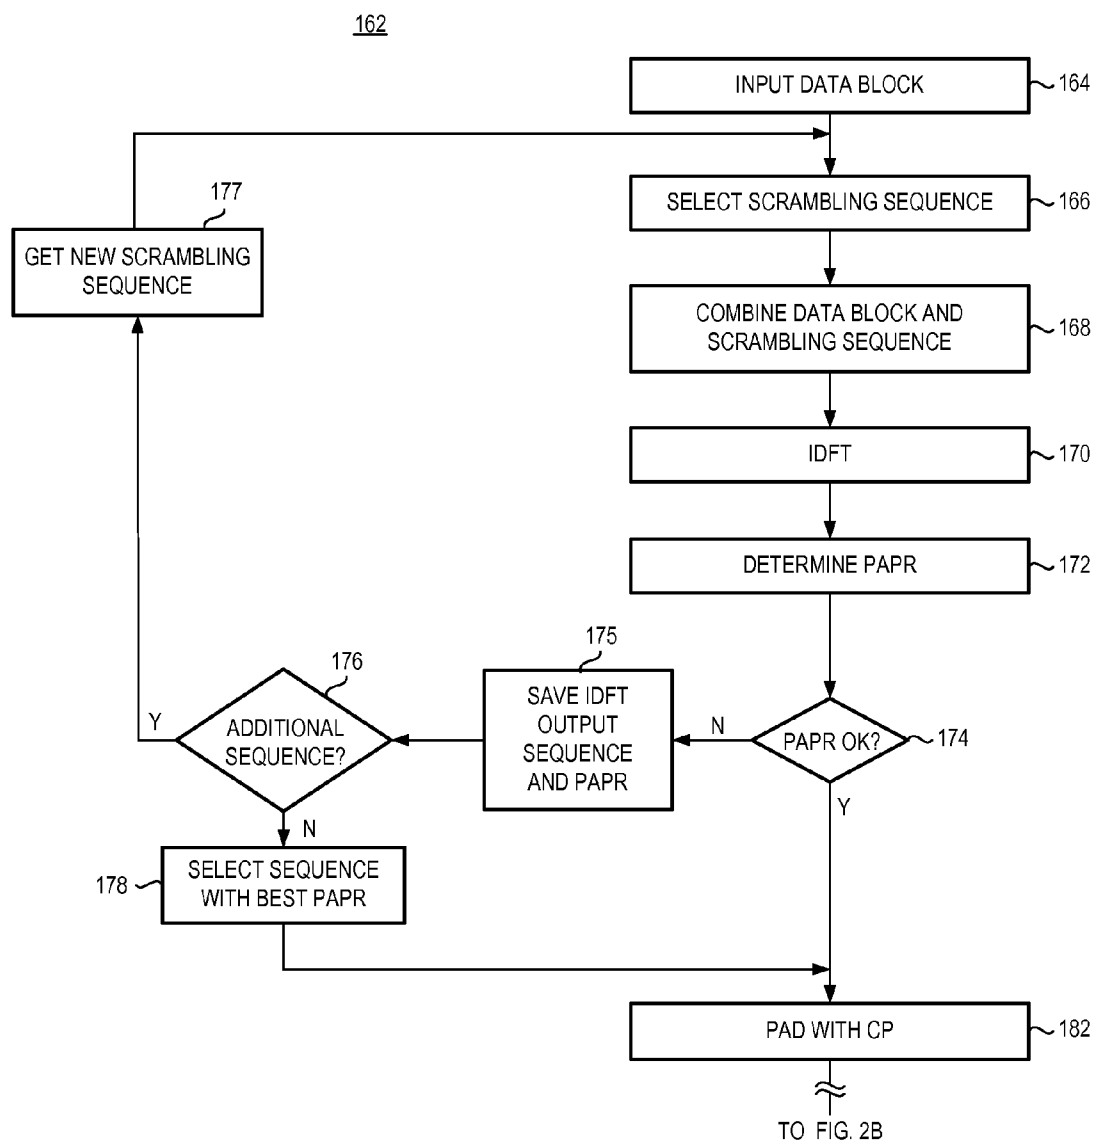 162
INPUT DATA BLOCK
164
SELECT SCRAMBLING SEQUENCE
166
177
GET NEW SCRAMBLING
SEQUENCE
COMBINE DATA BLOCK AND
SCRAMBLING SEQUENCE
168
IDFT
170
DETERMINE PAPR
172
PAPR OK?
174
N
Y
175
SAVE IDFT
OUTPUT
SEQUENCE
AND PAPR
176
ADDITIONAL
SEQUENCE?
Y
N
SELECT SEQUENCE
WITH BEST PAPR
178
PAD WITH CP
182
TO FIG. 2B